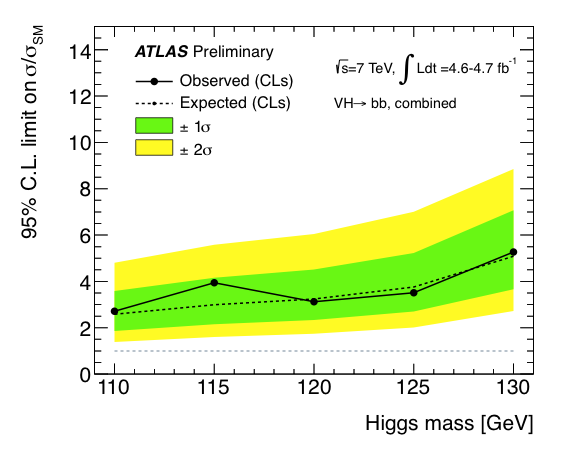 95% C.L. limit on σ/σSM
14
12
10
8
6
4
2
0
ATLAS Preliminary
Observed (CLs)
Expected (CLs)
± 1σ
± 2σ
√s=7 TeV, ∫ Ldt =4.6-4.7 fb⁻¹
VH→ bb, combined
110 115 120 125 130
Higgs mass [GeV]